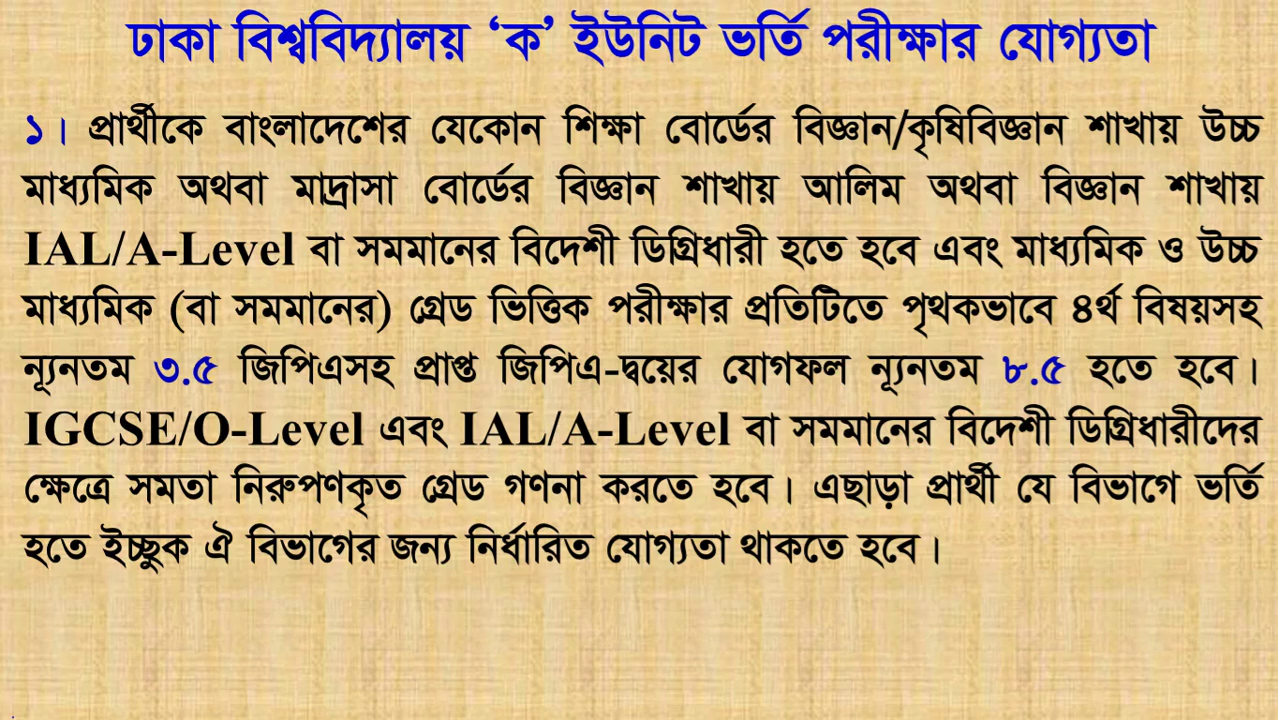 ঢাকা বিশ্ববিদ্যালয় ‘ক’ ইউনিট ভর্তি পরীক্ষার যোগ্যতা
১। প্রার্থীকে বাংলাদেশের যেকোন শিক্ষা বোর্ডের বিজ্ঞান/কৃষিবিজ্ঞান শাখায় উচ্চ
মাধ্যমিক অথবা মাদ্রাসা বোর্ডের বিজ্ঞান শাখায় আলিম অথবা বিজ্ঞান শাখায়
IAL/A-Level বা সমমানের বিদেশী ডিগ্রিধারী হতে হবে এবং মাধ্যমিক ও উচ্চ
মাধ্যমিক (বা সমমানের) গ্রেড ভিত্তিক পরীক্ষার প্রতিটিতে পৃথকভাবে ৪র্থ বিষয়সহ
ন্যূনতম ৩.৫ জিপিএসহ প্রাপ্ত জিপিএ-দ্বয়ের যোগফল ন্যূনতম ৮.৫ হতে হবে।
IGCSE/O-Level এবং IAL/A-Level বা সমমানের বিদেশী ডিগ্রিধারীদের
ক্ষেত্রে সমতা নিরুপণকৃত গ্রেড গণনা করতে হবে। এছাড়া প্রার্থী যে বিভাগে ভর্তি
হতে ইচ্ছুক ঐ বিভাগের জন্য নির্ধারিত যোগ্যতা থাকতে হবে।